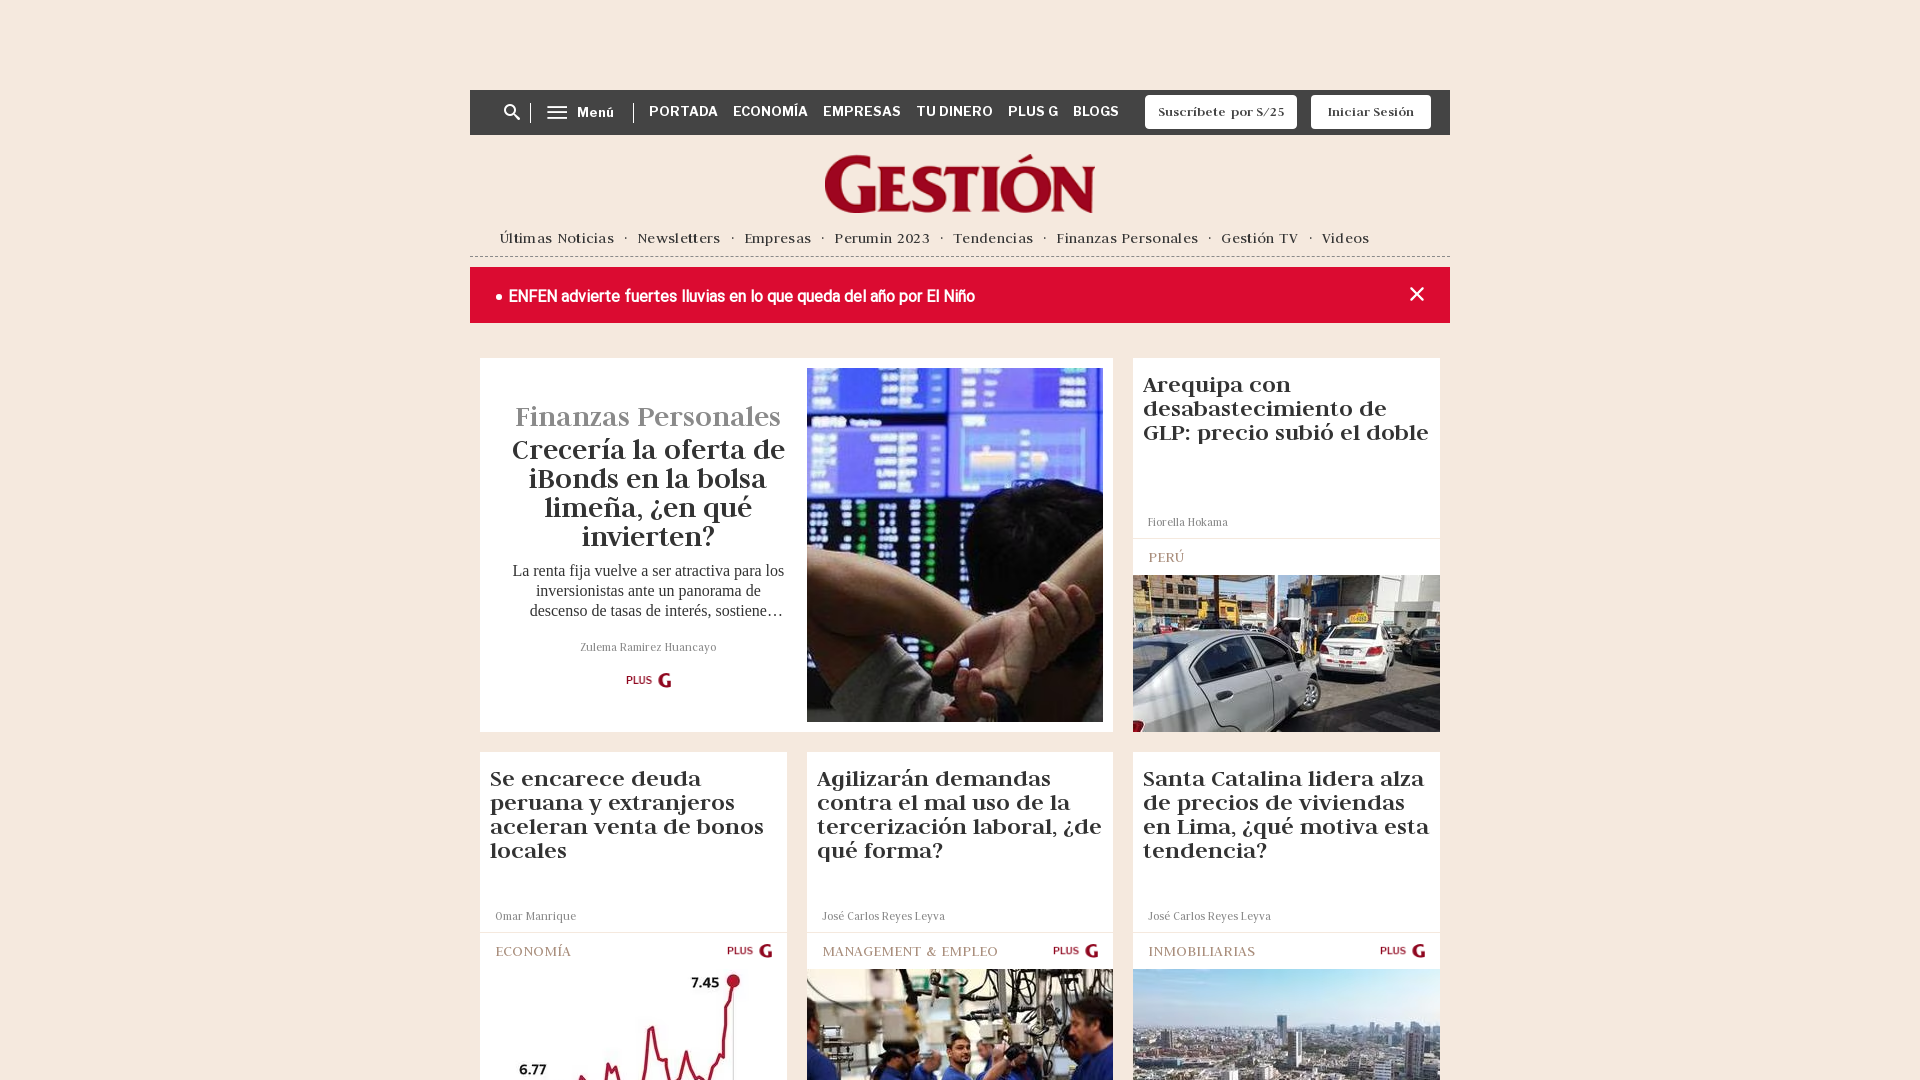 Menú
PORTADA ECONOMÍA EMPRESAS TU DINERO PLUS G BLOGS
Suscríbete por S/25
Iniciar Sesión
GESTIÓN
Últimas Noticias · Newsletters · Empresas · Perumin 2023 · Tendencias · Finanzas Personales · Gestión TV · Videos
ENFEN advierte fuertes lluvias en lo que queda del año por El Niño
Finanzas Personales
Crecería la oferta de
iBonds en la bolsa
limeña, ¿en qué
invierten?
La renta fija vuelve a ser atractiva para los
inversionistas ante un panorama de
descenso de tasas de interés, sostiene…
Zulema Ramirez Huancayo
PLUS G
Arequipa con
desabastecimiento de
GLP: precio subió el doble
Fiorella Hokama
PERÚ
Se encarece deuda
peruana y extranjeros
aceleran venta de bonos
locales
Omar Manrique
ECONOMÍA
PLUS G
7.45
6.77
Agilizarán demandas
contra el mal uso de la
tercerización laboral, ¿de
qué forma?
José Carlos Reyes Leyva
MANAGEMENT & EMPLEO
PLUS G
Santa Catalina lidera alza
de precios de viviendas
en Lima, ¿qué motiva esta
tendencia?
José Carlos Reyes Leyva
INMOBILIARIAS
PLUS G